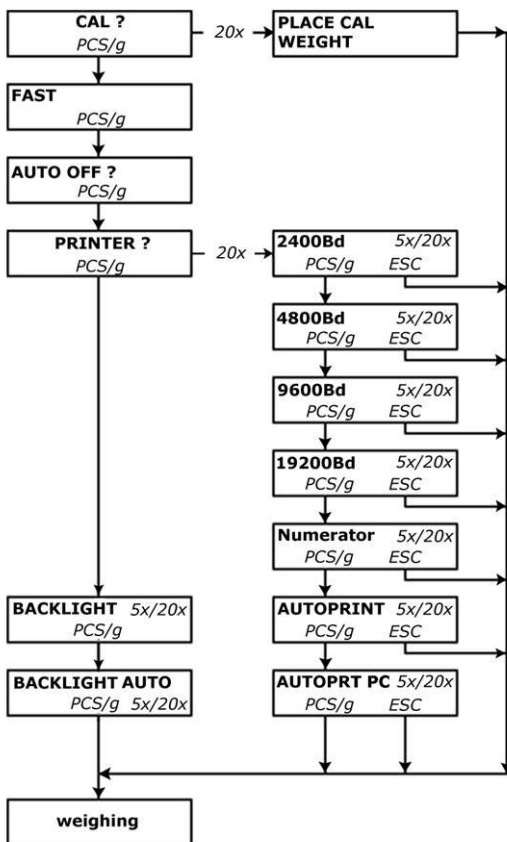 CAL ?
PCS/g
20x
PLACE CAL
WEIGHT
FAST
PCS/g
AUTO OFF ?
PCS/g
PRINTER ?
PCS/g
20x
2400Bd 5x/20x
PCS/g ESC
4800Bd 5x/20x
PCS/g ESC
9600Bd 5x/20x
PCS/g ESC
19200Bd 5x/20x
PCS/g ESC
Numerator 5x/20x
PCS/g ESC
AUTOPRINT 5x/20x
PCS/g ESC
AUTOPRT PC 5x/20x
PCS/g ESC
BACKLIGHT 5x/20x
PCS/g
BACKLIGHT AUTO
PCS/g 5x/20x
weighing